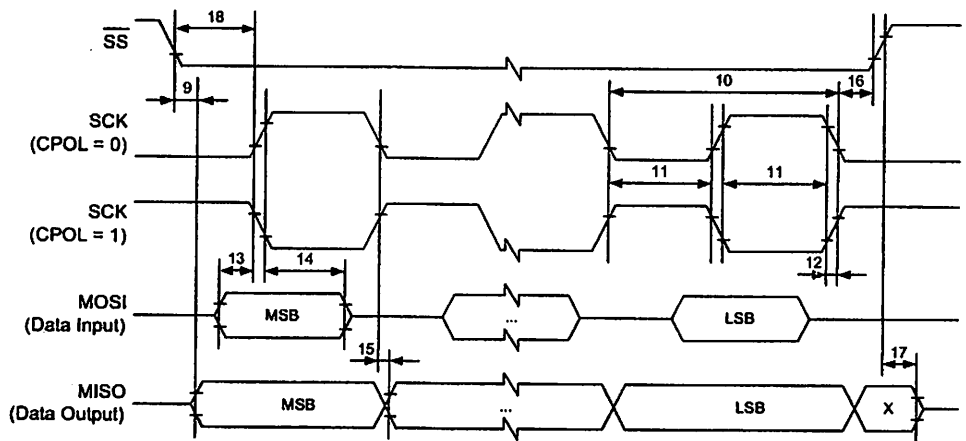 18
SS
9
10
16
SCK
(CPOL = 0)
11
11
SCK
(CPOL = 1)
13
14
12
MOSI
(Data Input)
MSB
...
LSB
15
17
MISO
(Data Output)
MSB
...
LSB
X